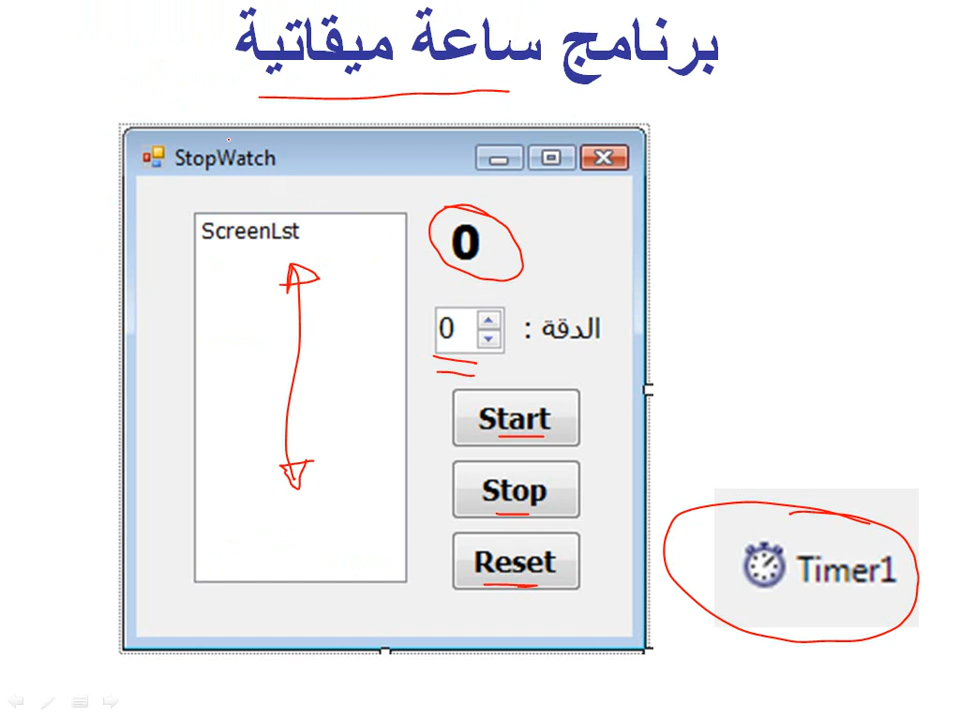 برنامج ساعة ميقاتية
StopWatch
ScreenLst
0
0
الدقة :
Start
Stop
Reset
Timer1